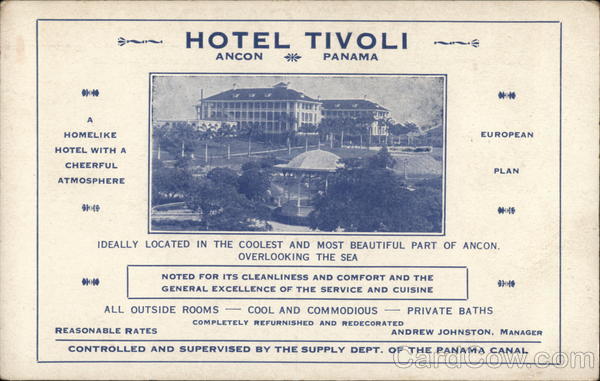 HOTEL TIVOLI
ANCON PANAMA
A
HOMELIKE
HOTEL WITH A
CHEERFUL
ATMOSPHERE
EUROPEAN
PLAN
IDEALLY LOCATED IN THE COOLEST AND MOST BEAUTIFUL PART OF ANCON,
OVERLOOKING THE SEA
NOTED FOR ITS CLEANLINESS AND COMFORT AND THE
GENERAL EXCELLENCE OF THE SERVICE AND CUISINE
ALL OUTSIDE ROOMS — COOL AND COMMODIOUS — PRIVATE BATHS
COMPLETELY REFURNISHED AND REDECORATED
REASONABLE RATES ANDREW JOHNSTON, MANAGER
CONTROLLED AND SUPERVISED BY THE SUPPLY DEPT. OF THE PANAMA CANAL
CardCow.com